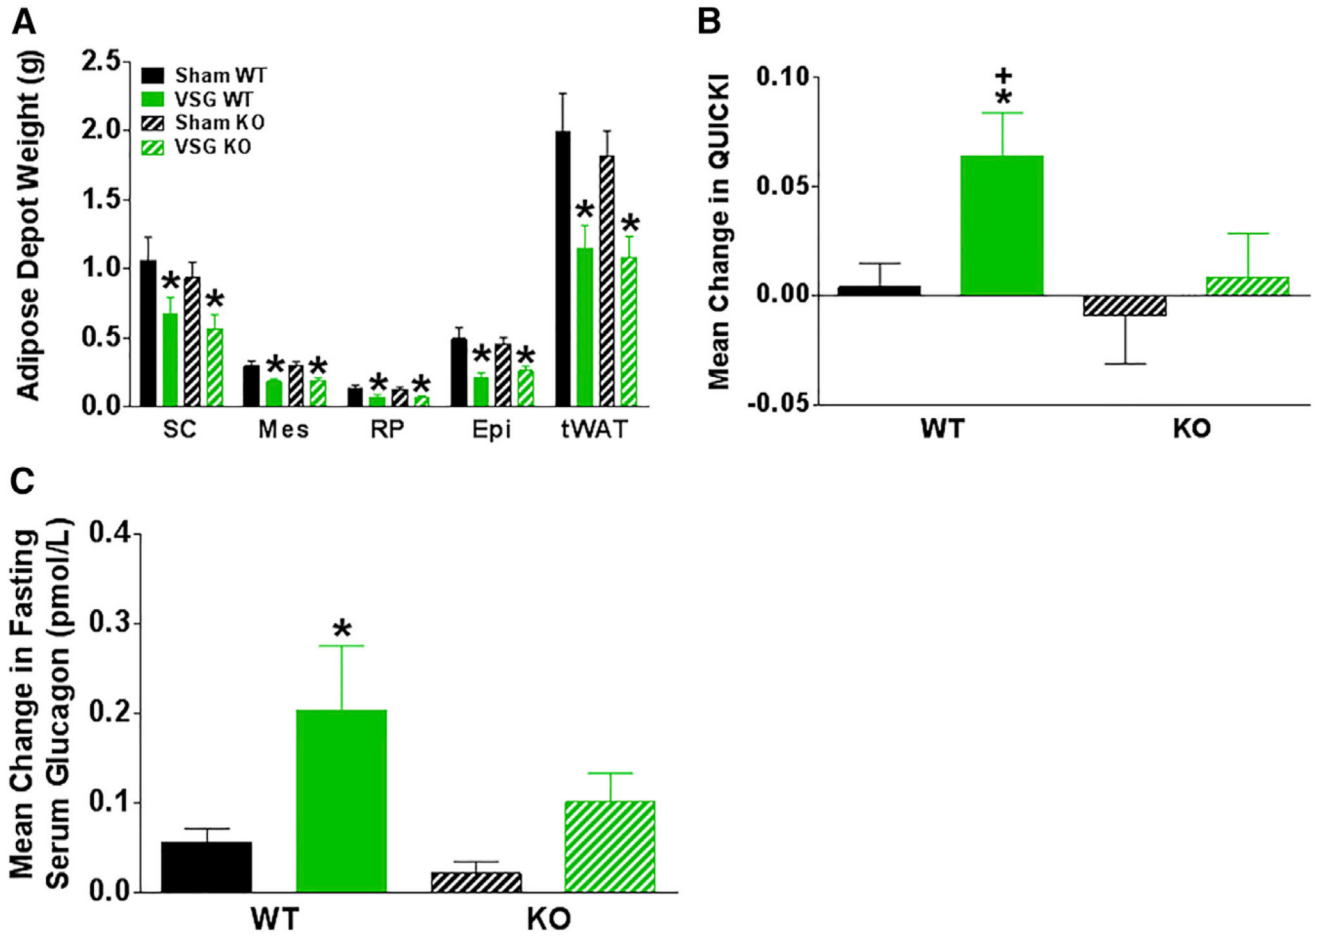 A
Adipose Depot Weight (g)
2.5
2.0
1.5
1.0
0.5
0.0
Sham WT
VSG WT
Sham KO
VSG KO
* * * * * * * * * *
SC Mes RP Epi tWAT
B
Mean Change in QUICKI
0.10
0.05
0.00
-0.05
+
*
WT KO
C
Mean Change in Fasting
Serum Glucagon (pmol/L)
0.4
0.3
0.2
0.1
0.0
*
WT KO